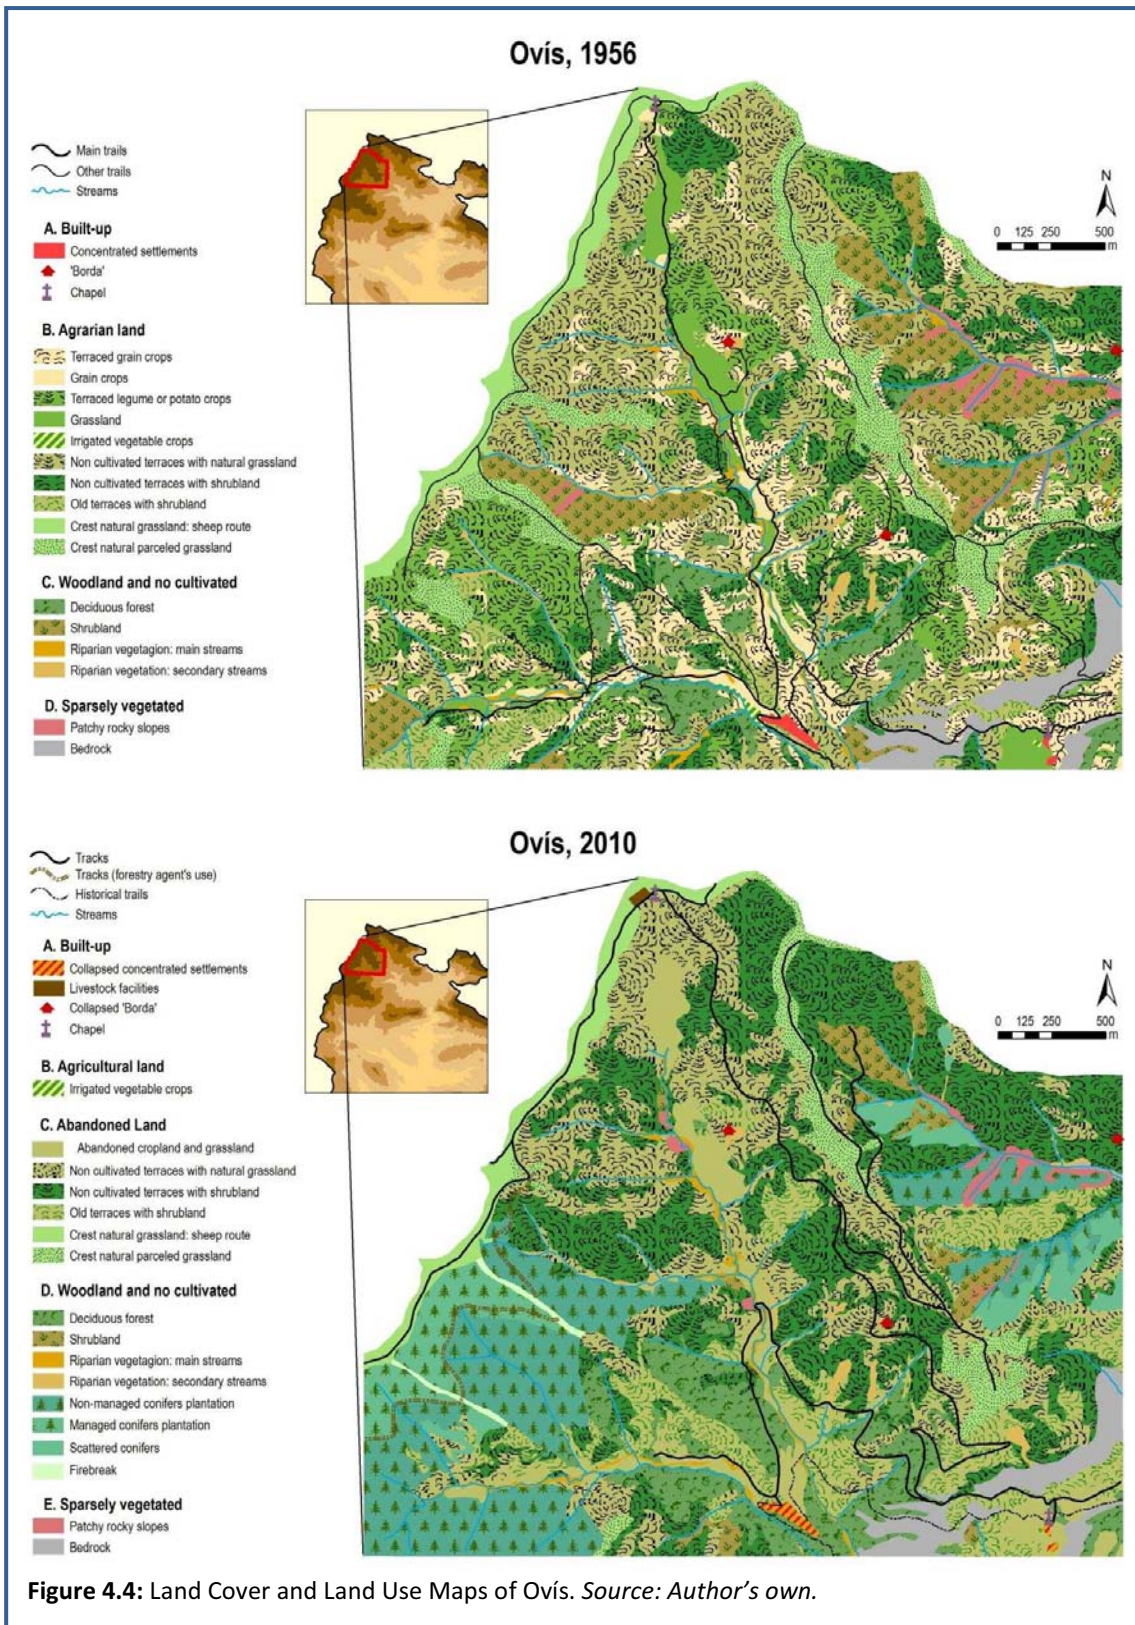 Ovís, 1956
Main trails
Other trails
Streams
A. Built-up
Concentrated settlements
'Borda'
Chapel
B. Agrarian land
Terraced grain crops
Grain crops
Terraced legume or potato crops
Grassland
Irrigated vegetable crops
Non cultivated terraces with natural grassland
Non cultivated terraces with shrubland
Old terraces with shrubland
Crest natural grassland: sheep route
Crest natural parceled grassland
C. Woodland and no cultivated
Deciduous forest
Shrubland
Riparian vegetagion: main streams
Riparian vegetation: secondary streams
D. Sparsely vegetated
Patchy rocky slopes
Bedrock
N
0 125 250 500
m
Ovís, 2010
Tracks
Tracks (forestry agent's use)
Historical trails
Streams
A. Built-up
Collapsed concentrated settlements
Livestock facilities
Collapsed 'Borda'
Chapel
B. Agricultural land
Irrigated vegetable crops
C. Abandoned Land
Abandoned cropland and grassland
Non cultivated terraces with natural grassland
Non cultivated terraces with shrubland
Old terraces with shrubland
Crest natural grassland: sheep route
Crest natural parceled grassland
D. Woodland and no cultivated
Deciduous forest
Shrubland
Riparian vegetagion: main streams
Riparian vegetation: secondary streams
Non-managed conifers plantation
Managed conifers plantation
Scattered conifers
Firebreak
E. Sparsely vegetated
Patchy rocky slopes
Bedrock
N
0 125 250 500
m
Figure 4.4: Land Cover and Land Use Maps of Ovís. Source: Author's own.